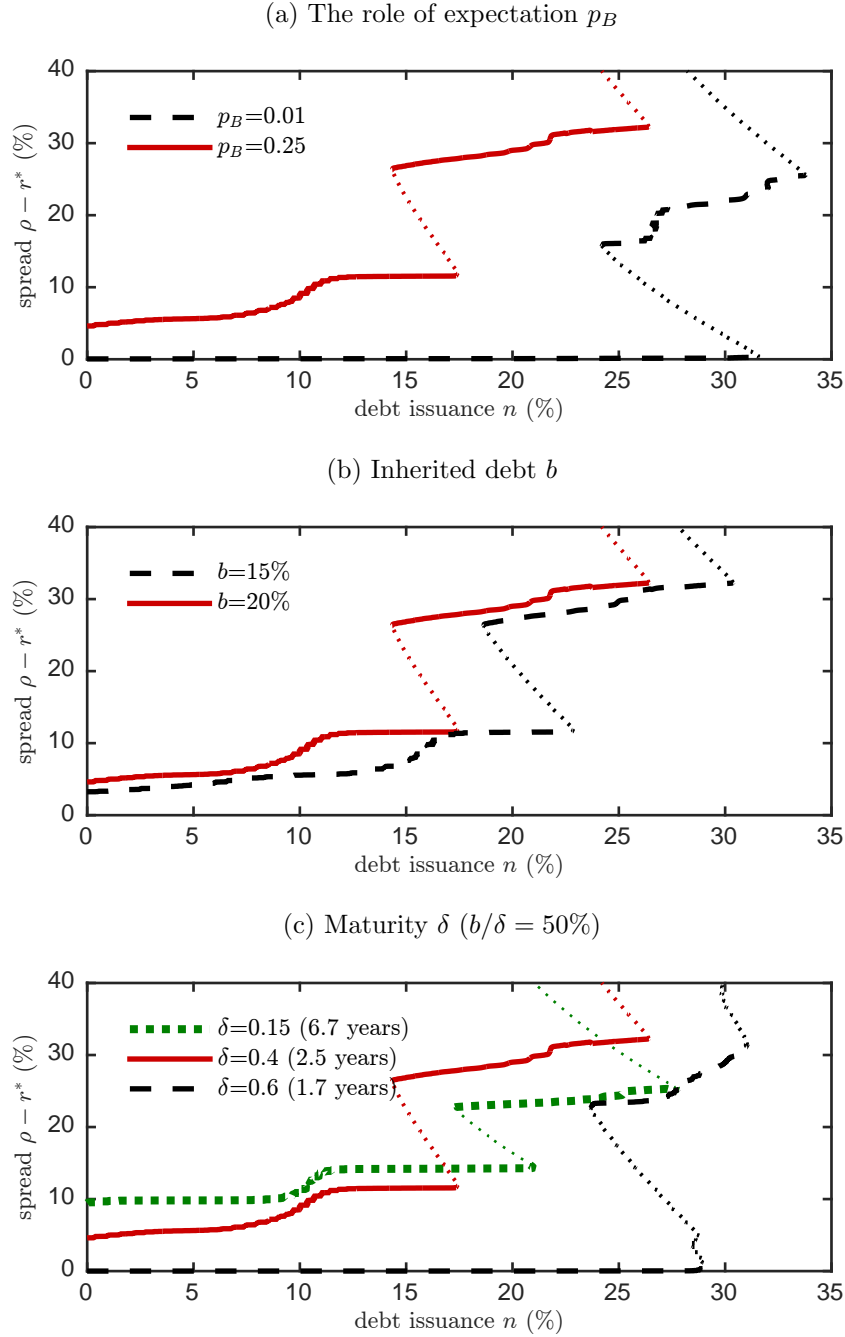 (a) The role of expectation p_B
spread ρ − r* (%)
40
30
20
10
0
p_B=0.01
p_B=0.25
0 5 10 15 20 25 30 35
debt issuance n (%)
(b) Inherited debt b
spread ρ − r* (%)
40
30
20
10
0
b=15%
b=20%
0 5 10 15 20 25 30 35
debt issuance n (%)
(c) Maturity δ (b/δ = 50%)
spread ρ − r* (%)
40
30
20
10
0
δ=0.15 (6.7 years)
δ=0.4 (2.5 years)
δ=0.6 (1.7 years)
0 5 10 15 20 25 30 35
debt issuance n (%)